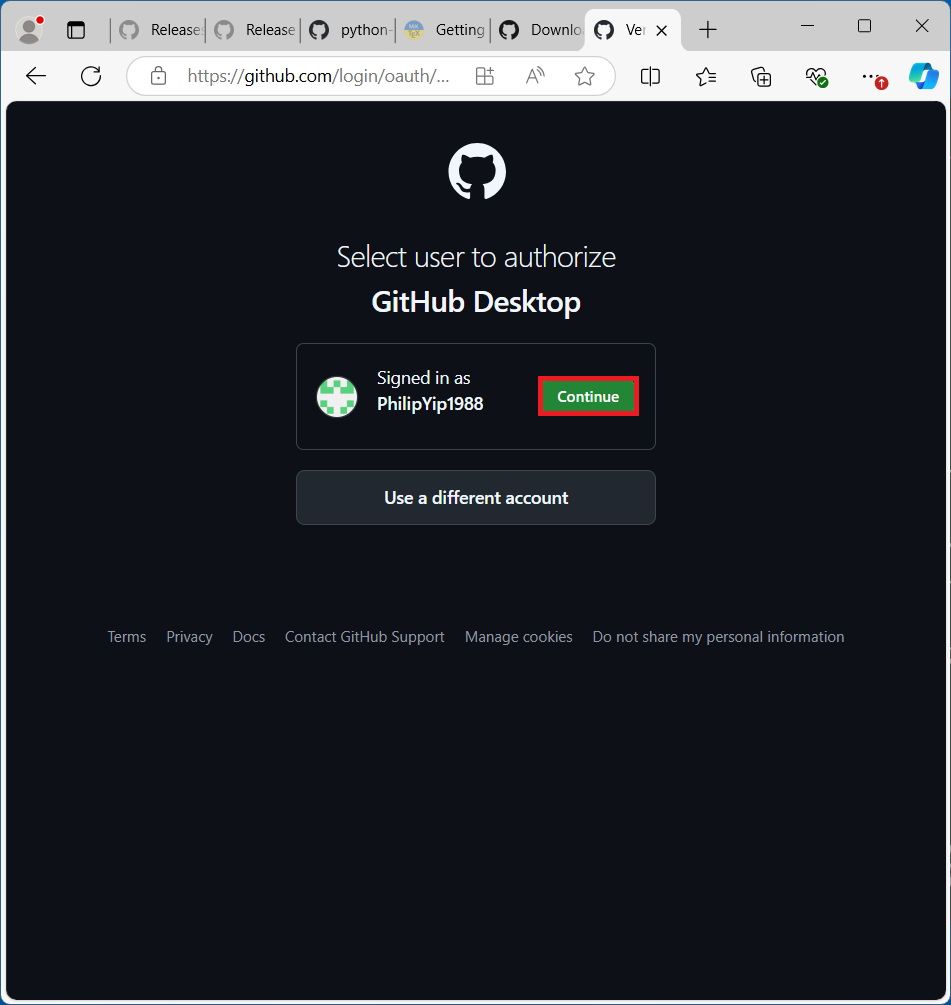 Releases
Release
python-
Getting
Downlo
Ver
https://github.com/login/oauth/...
Select user to authorize
GitHub Desktop
Signed in as
PhilipYip1988
Continue
Use a different account
Terms Privacy Docs Contact GitHub Support Manage cookies Do not share my personal information